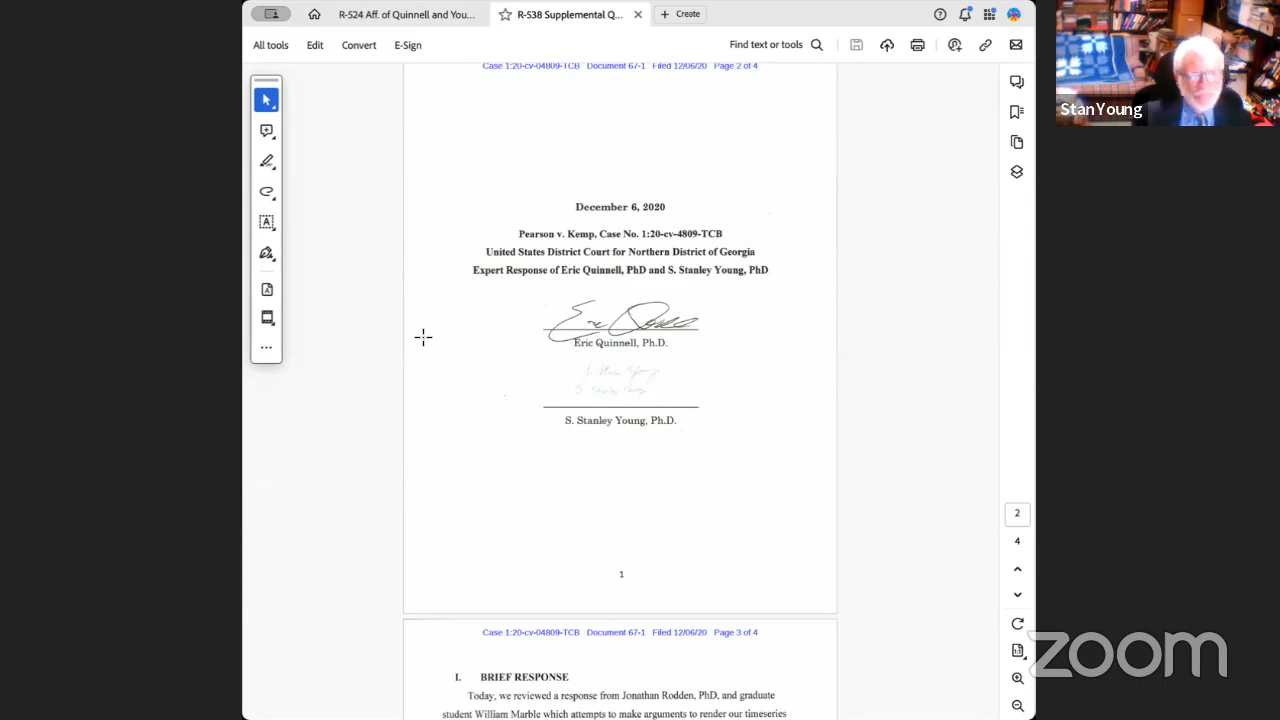 R-524 Aff. of Quinnell and You...
R-538 Supplemental Q...
Create
All tools
Edit
Convert
E-Sign
Find text or tools
StanYoung
Case 1:20-cv-04809-TCB Document 67-1 Filed 12/06/20 Page 2 of 4
December 6, 2020
Pearson v. Kemp, Case No. 1:20-cv-4809-TCB
United States District Court for Northern District of Georgia
Expert Response of Eric Quinnell, PhD and S. Stanley Young, PhD
Eric Quinnell, Ph.D.
S. Stanley Young, Ph.D.
1
2
4
Case 1:20-cv-04809-TCB Document 67-1 Filed 12/06/20 Page 3 of 4
I. BRIEF RESPONSE
Today, we reviewed a response from Jonathan Rodden, PhD, and graduate
student William Marble which attempts to make arguments to render our timeseries
zoom